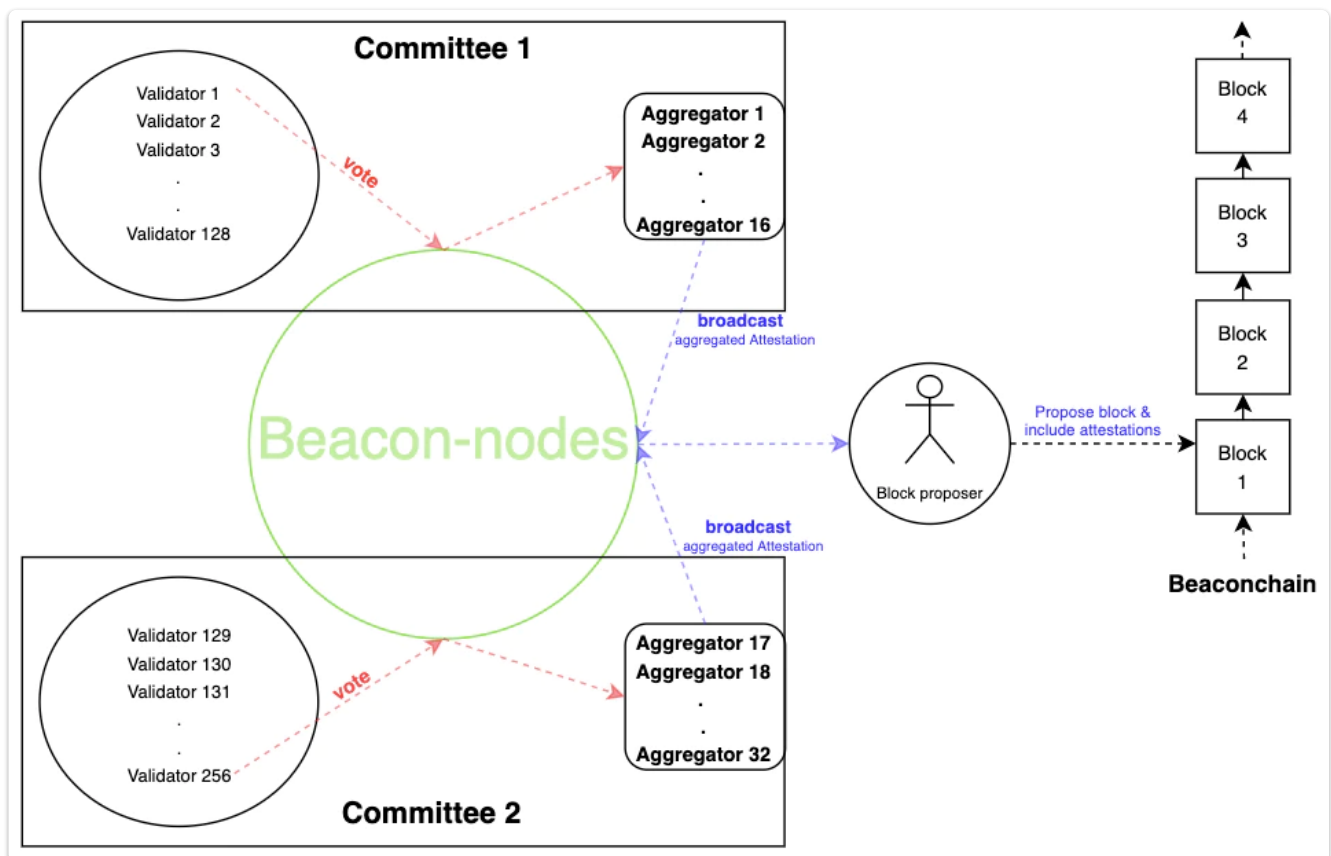 Committee 1
Validator 1
Validator 2
Validator 3
.
.
Validator 128
vote
Aggregator 1
Aggregator 2
.
.
Aggregator 16
broadcast
aggregated Attestation
Beacon-nodes
broadcast
aggregated Attestation
Validator 129
Validator 130
Validator 131
.
.
Validator 256
vote
Aggregator 17
Aggregator 18
.
.
Aggregator 32
Committee 2
Block proposer
Propose block &
include attestations
Block
4
Block
3
Block
2
Block
1
Beaconchain